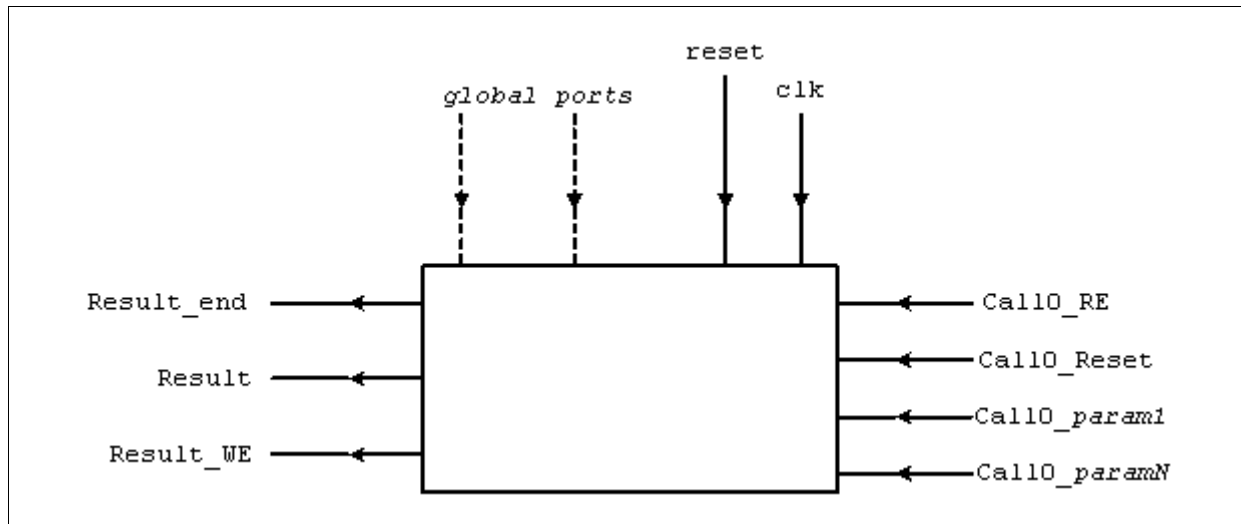 reset
global ports
clk
Result_end
Call0_RE
Call0_Reset
Result
Call0_param1
Result_WE
Call0_paramN